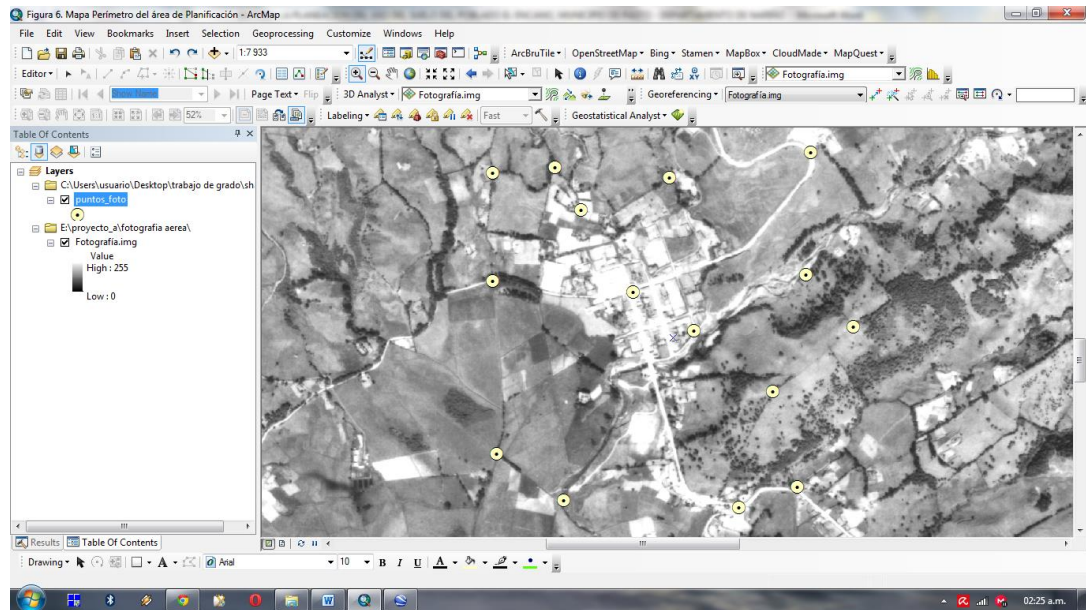 Figura 6. Mapa Perímetro del área de Planificación - ArcMap
File Edit View Bookmarks Insert Selection Geoprocessing Customize Windows Help
1:7 933 ArcBruTile OpenStreetMap Bing Stamen MapBox CloudMade MapQuest
Editor Fotografía.img
Show Name Page Text Flip 3D Analyst Fotografía.img Georeferencing Fotografía.img
52% Labeling Fast Geostatistical Analyst
Table Of Contents
Layers
C:\Users\usuario\Desktop\trabajo de grado\sh
puntos_foto
E:\proyecto_a\fotografia aerea\
Fotografía.img
Value
High : 255
Low : 0
Results Table Of Contents
Drawing A Arial 10 B I U A
02:25 a.m.